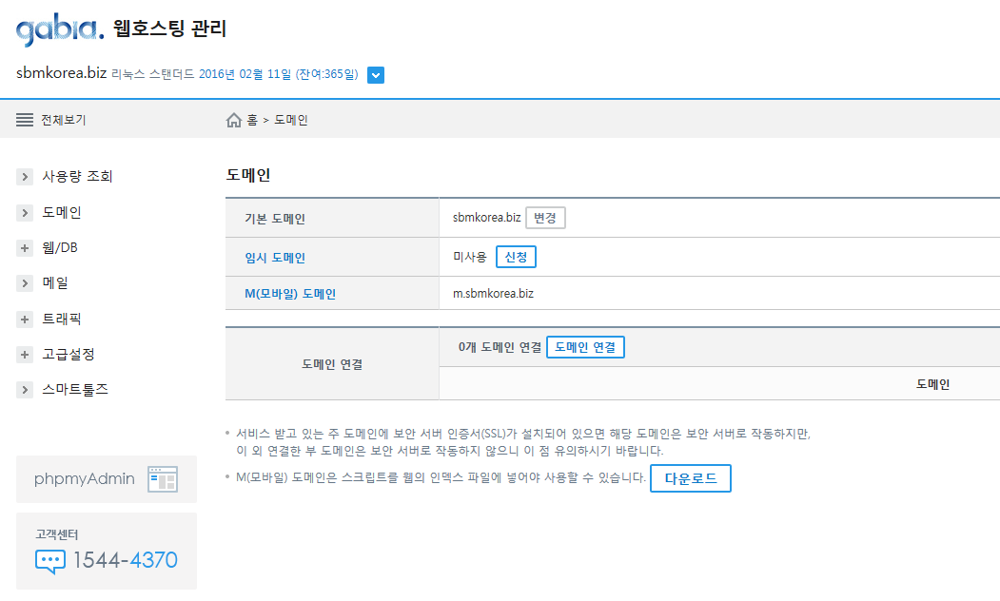 gabia. 웹호스팅 관리
sbmkorea.biz 리눅스 스탠더드 2016년 02월 11일 (잔여:365일)
전체보기
홈 > 도메인
사용량 조회
도메인
웹/DB
메일
트래픽
고급설정
스마트툴즈
phpmyAdmin
고객센터
1544-4370
도메인
기본 도메인 sbmkorea.biz 변경
임시 도메인 미사용 신청
M(모바일) 도메인 m.sbmkorea.biz
도메인 연결
0개 도메인 연결 도메인 연결
도메인
서비스 받고 있는 주 도메인에 보안 서버 인증서(SSL)가 설치되어 있으면 해당 도메인은 보안 서버로 작동하지만,
이 외 연결한 부 도메인은 보안 서버로 작동하지 않으니 이 점 유의하시기 바랍니다.
M(모바일) 도메인은 스크립트를 웹의 인덱스 파일에 넣어야 사용할 수 있습니다. 다운로드